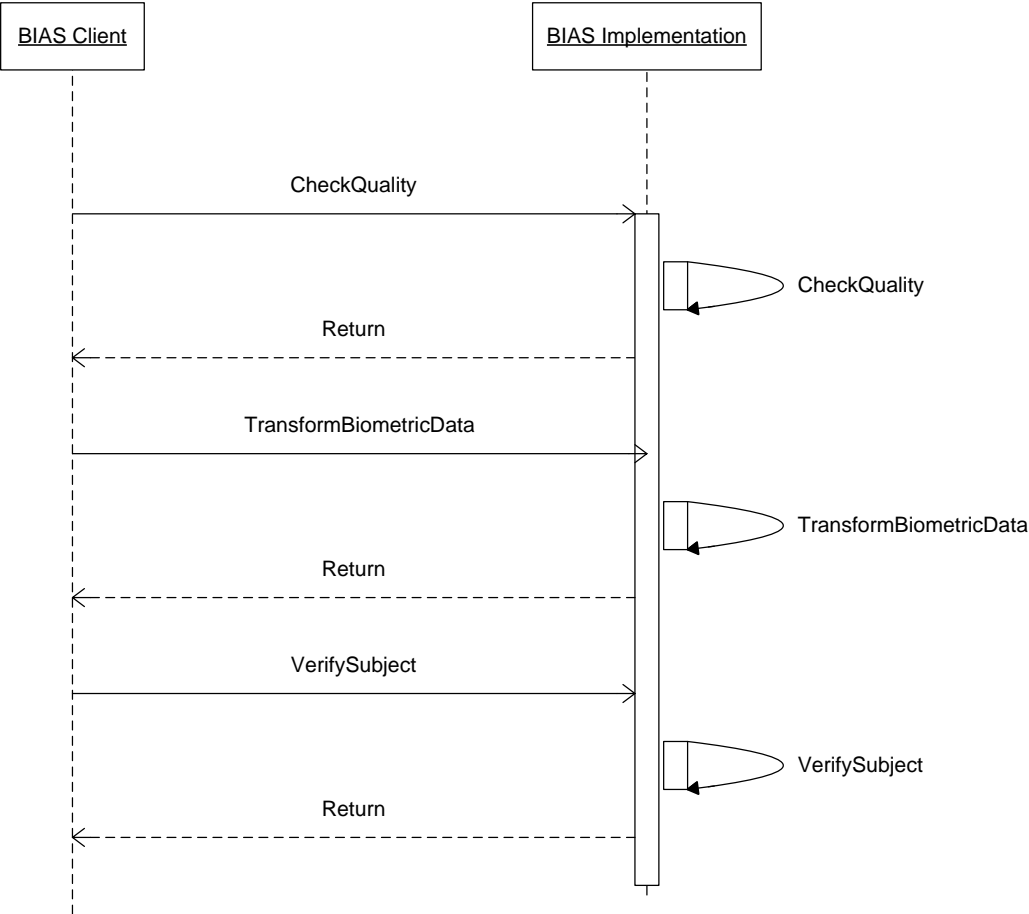 BIAS Client
BIAS Implementation
CheckQuality
CheckQuality
Return
TransformBiometricData
TransformBiometricData
Return
VerifySubject
VerifySubject
Return